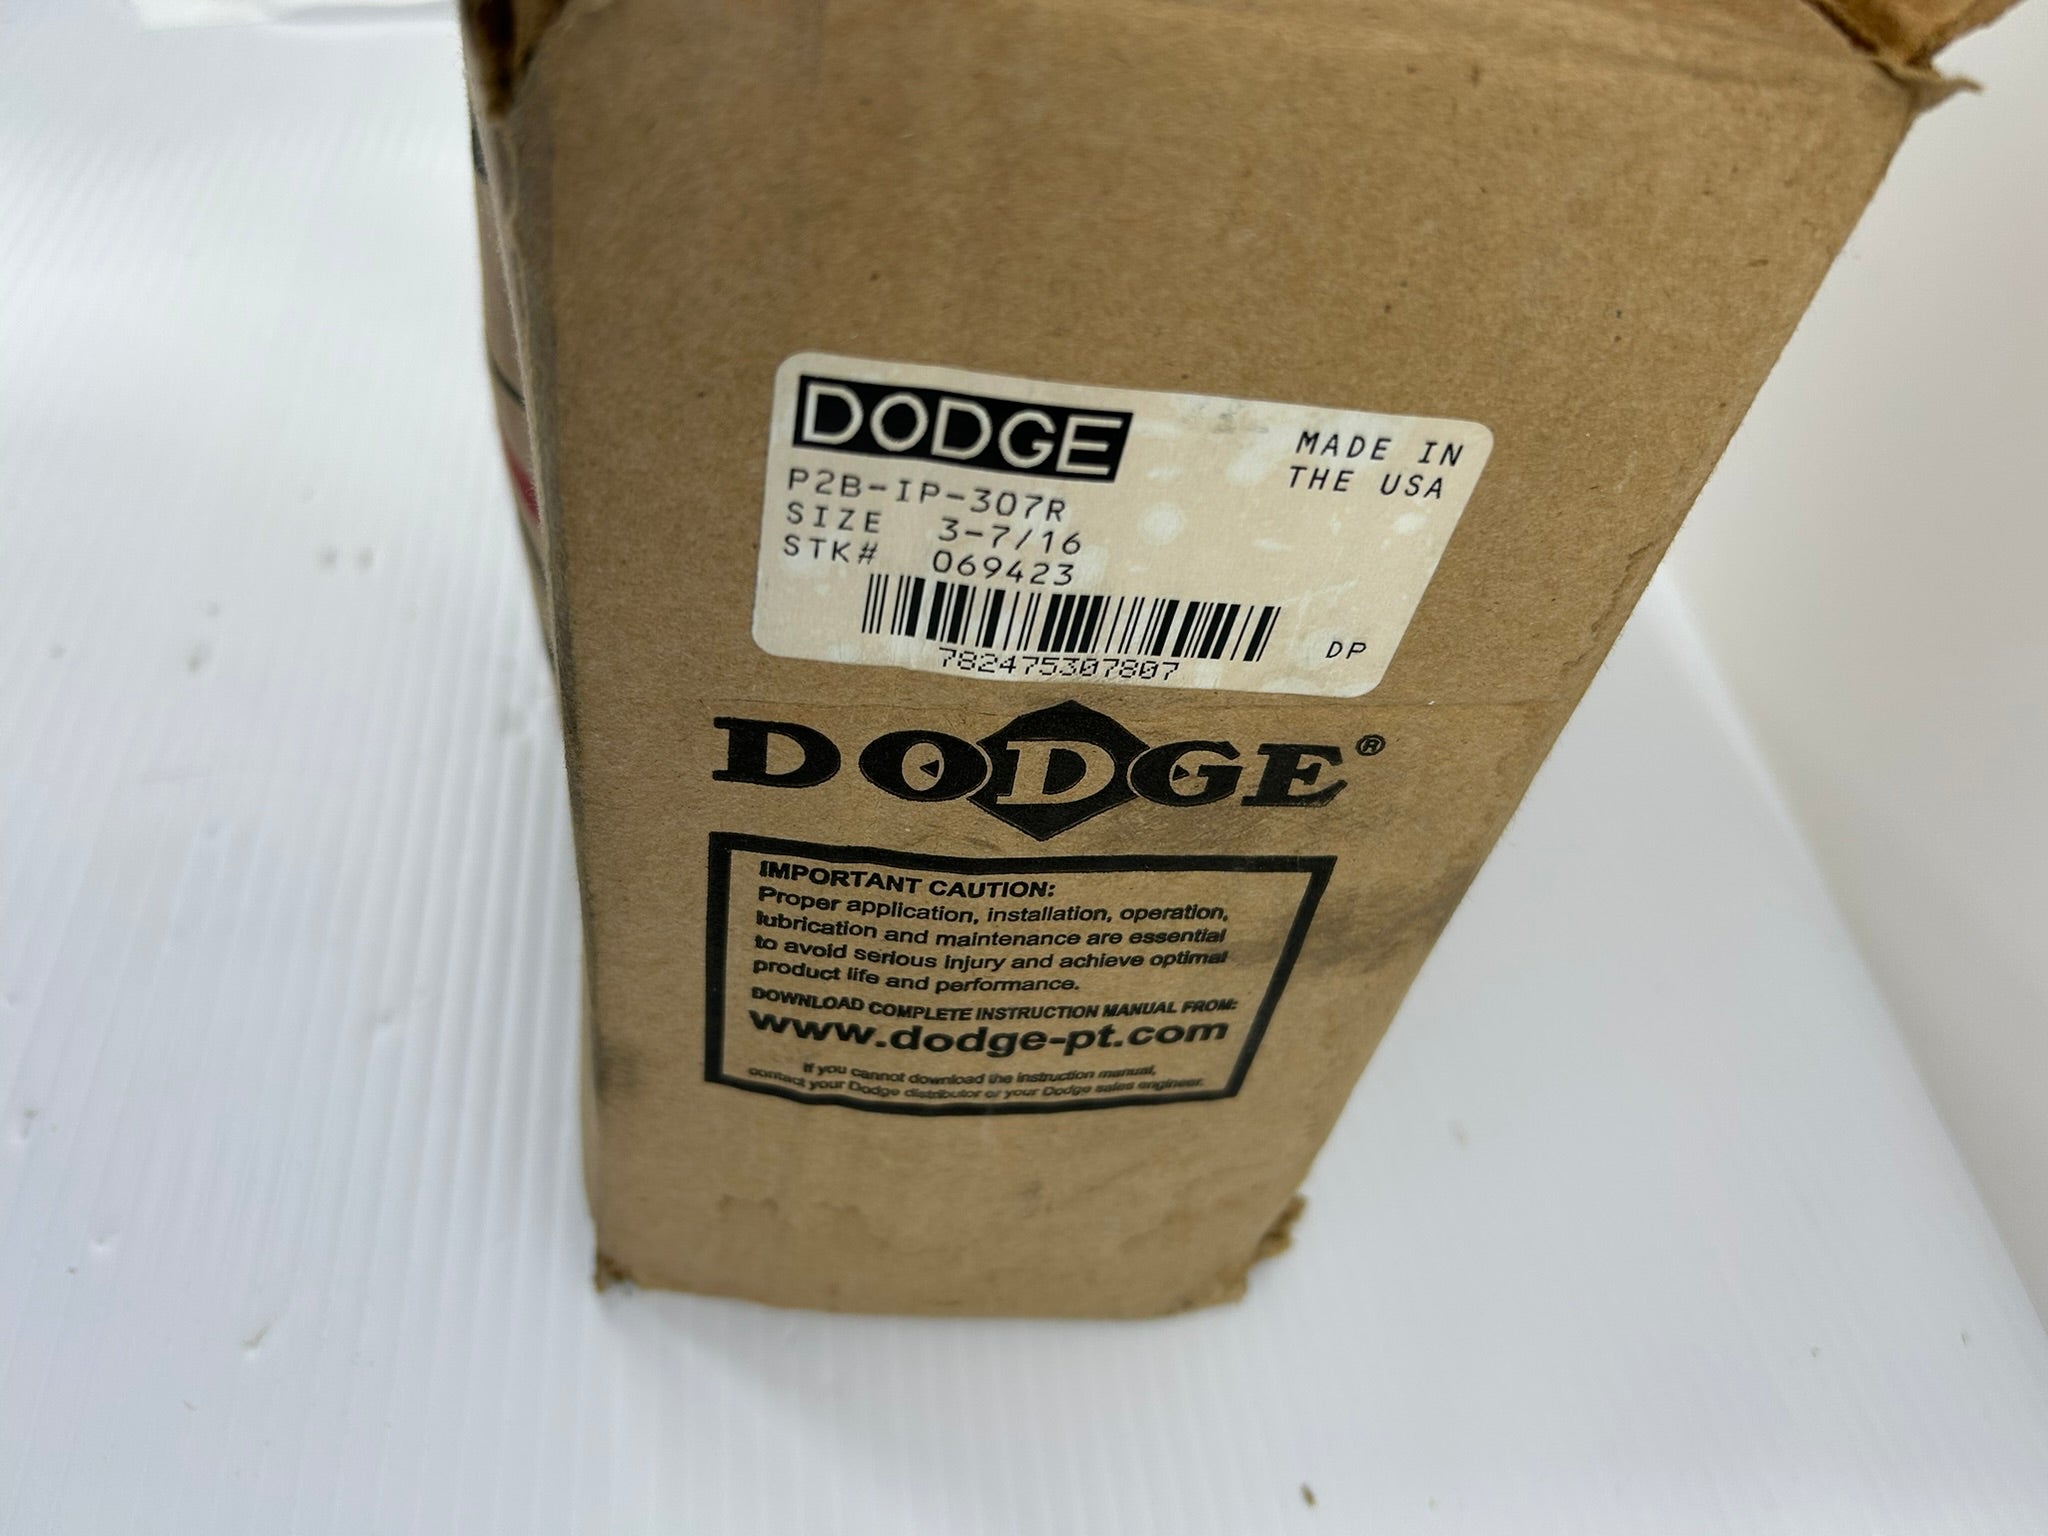 DODGE
MADE IN
THE USA
P2B-IP-307R
SIZE 3-7/16
STK# 069423
782475307807
DP
DODGE®
IMPORTANT CAUTION:
Proper application, installation, operation,
lubrication and maintenance are essential
to avoid serious injury and achieve optimal
product life and performance.
DOWNLOAD COMPLETE INSTRUCTION MANUAL FROM:
www.dodge-pt.com
If you cannot download the instruction manual,
contact your Dodge distributor or your Dodge sales engineer.